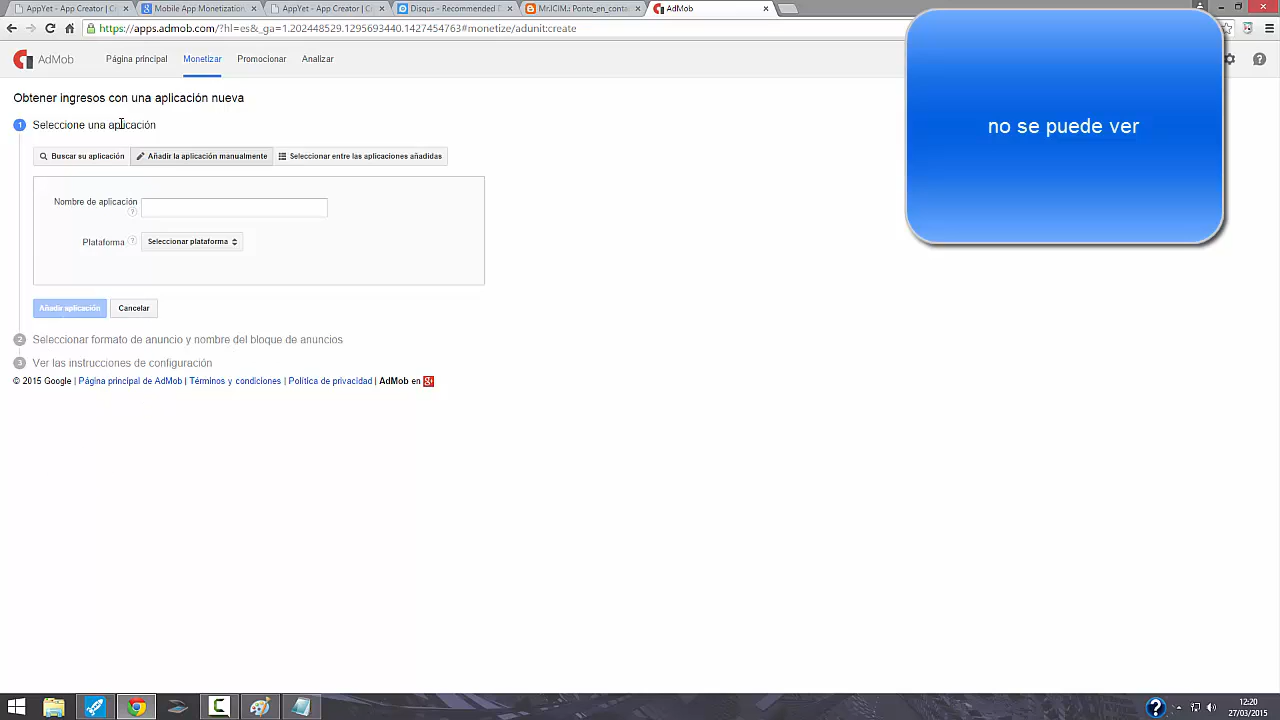 AppYet - App Creator | C
Mobile App Monetization
AppYet - App Creator | C
Disqus - Recommended
Ponte_en_conta
AdMob
https://apps.admob.com/?hl=es&_ga=1.202448529.1295693440.1427454763#monetize/adunit:create
AdMob
Página principal
Monetizar
Promocionar
Analizar
no se puede ver
Obtener ingresos con una aplicación nueva
1 Seleccione una aplicación
Buscar su aplicación
Añadir la aplicación manualmente
Seleccionar entre las aplicaciones añadidas
Nombre de aplicación
?
Plataforma ?
Seleccionar plataforma
Añadir aplicación
Cancelar
2 Seleccionar formato de anuncio y nombre del bloque de anuncios
3 Ver las instrucciones de configuración
© 2015 Google | Página principal de AdMob | Términos y condiciones | Política de privacidad | AdMob en
12:20
27/03/2015